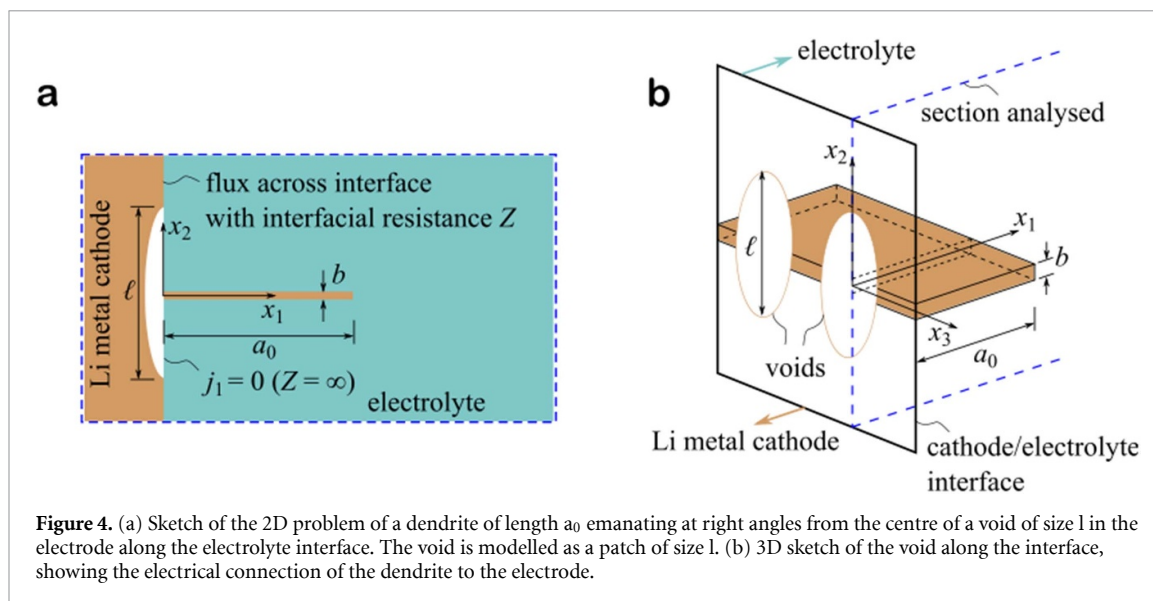 a
Li metal cathode
flux across interface
with interfacial resistance Z
ℓ
x₂
b
x₁
a₀
j₁ = 0 (Z = ∞)
electrolyte
b
electrolyte
section analysed
x₂
x₁
ℓ
b
x₃
a₀
voids
Li metal cathode
cathode/electrolyte
interface
Figure 4. (a) Sketch of the 2D problem of a dendrite of length a₀ emanating at right angles from the centre of a void of size l in the
electrode along the electrolyte interface. The void is modelled as a patch of size l. (b) 3D sketch of the void along the interface,
showing the electrical connection of the dendrite to the electrode.